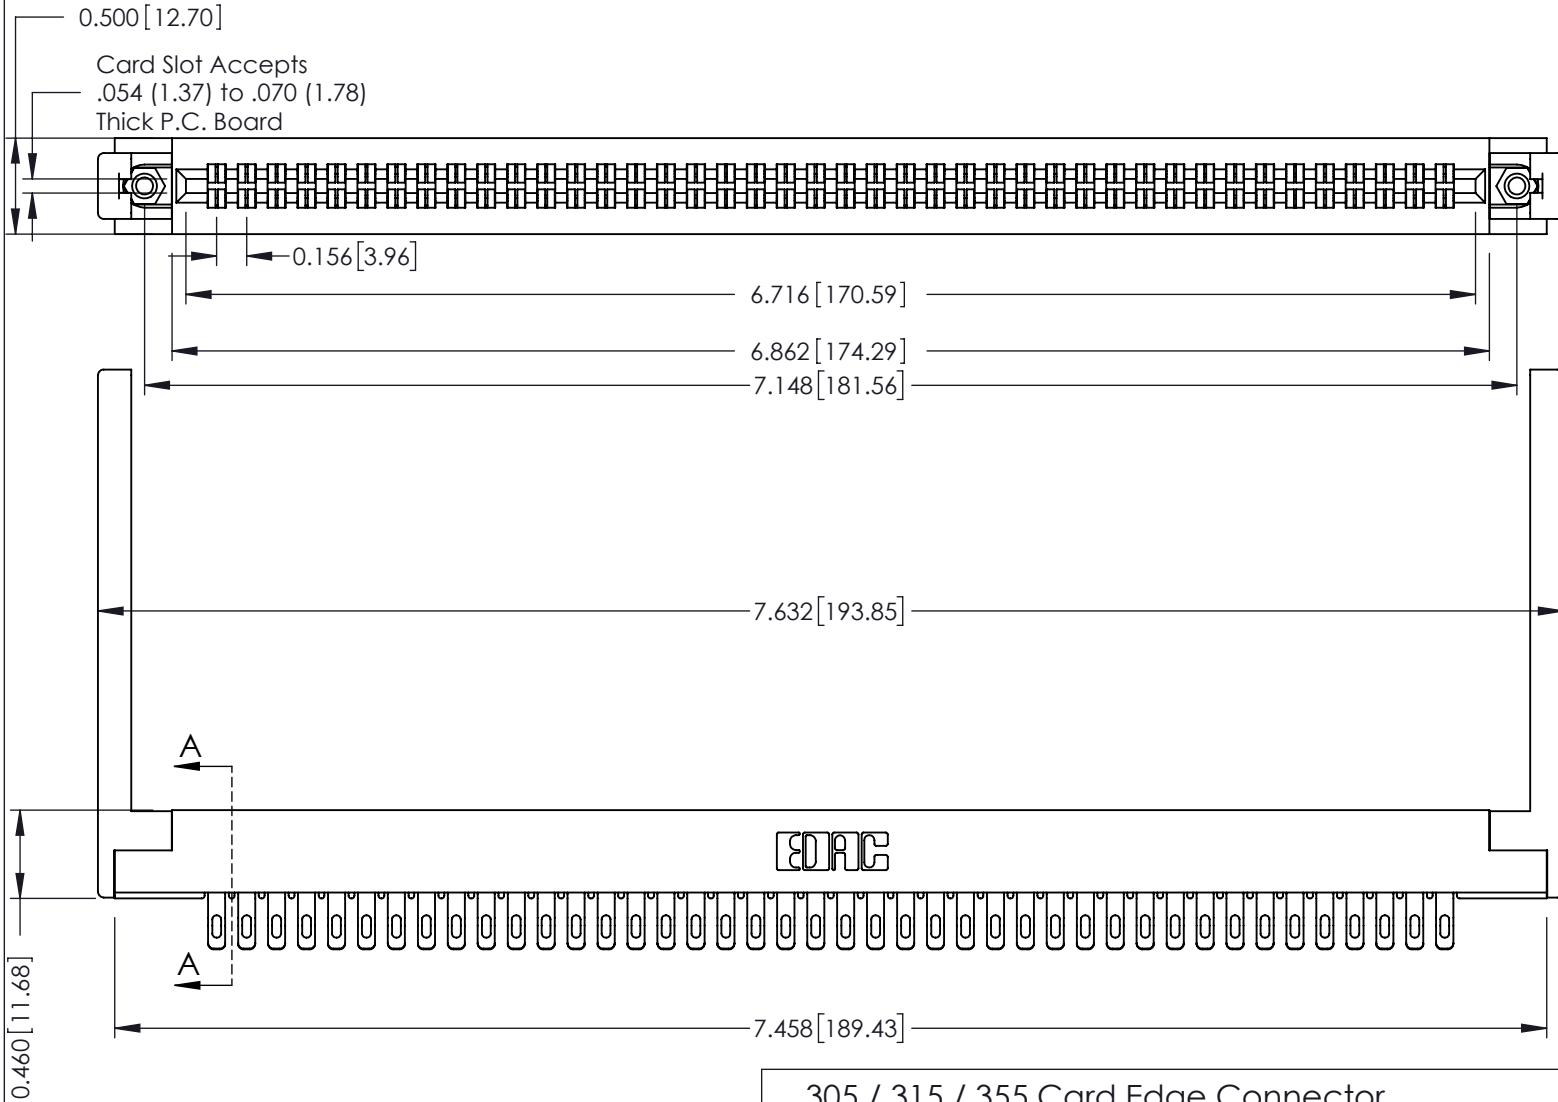 0.500[12.70]
Card Slot Accepts
.054 (1.37) to .070 (1.78)
Thick P.C. Board
0.156[3.96]
6.716[170.59]
6.862[174.29]
7.148[181.56]
7.632[193.85]
A
EDAC
A
0.460[11.68]
7.458[189.43]
305 / 315 / 355 Card Edge Connector